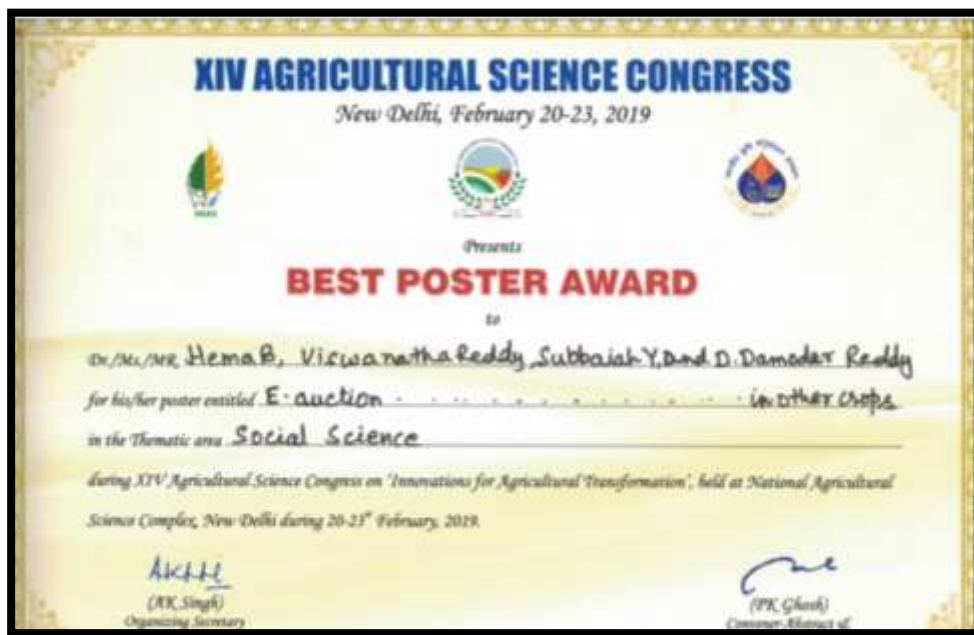 XIV AGRICULTURAL SCIENCE CONGRESS
New Delhi, February 20-23, 2019
Presents
BEST POSTER AWARD
to
Dr./Ms./MR. Hema B, Viswanatha Reddy, Subbaiah Y, and D. Damodar Reddy
for his/her poster entitled E-auction - - - - - - - - - - - in other crops
in the Thematic area Social Science
during XIV Agricultural Science Congress on 'Innovations for Agricultural Transformation', held at National Agricultural
Science Complex, New Delhi during 20-23rd February, 2019.
(AK Singh) (PK Ghosh)
Organizing Secretary Convener-Abstract &